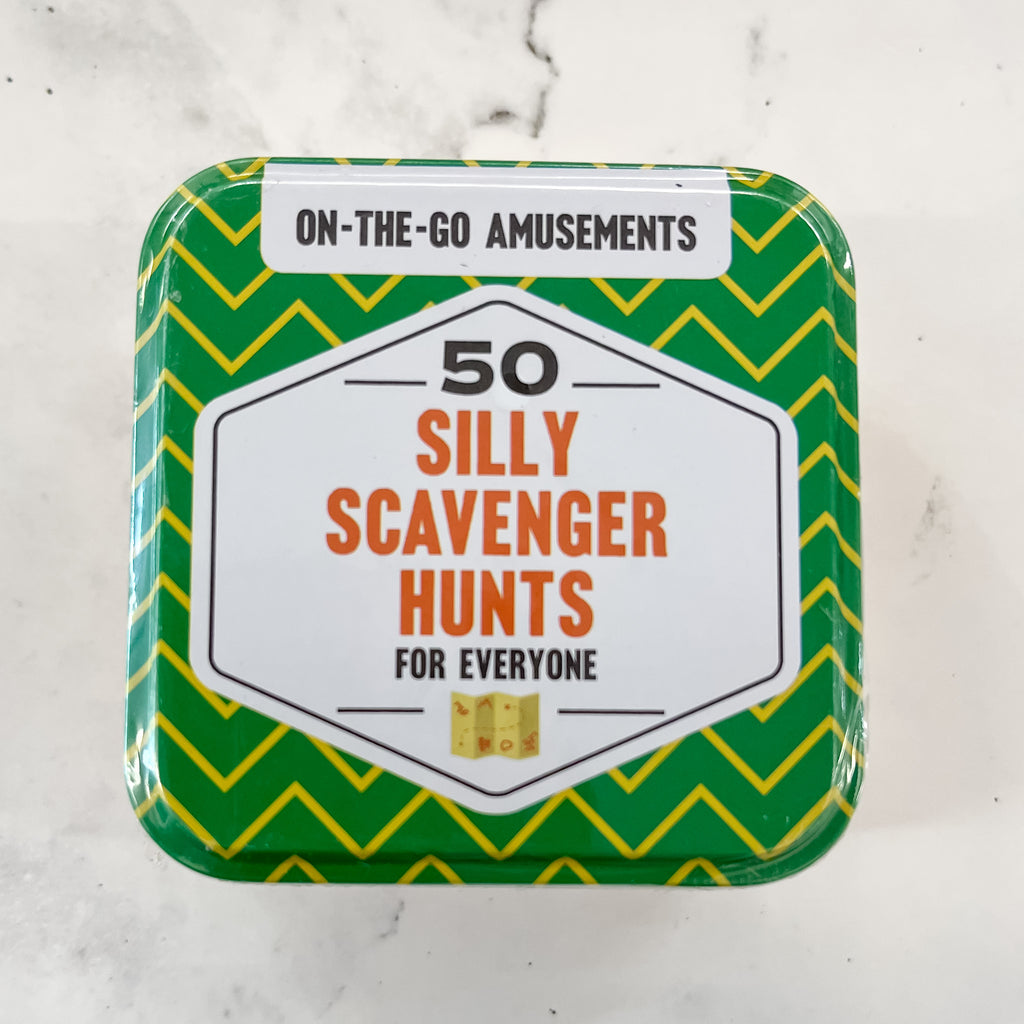 ON-THE-GO AMUSEMENTS
50
SILLY
SCAVENGER
HUNTS
FOR EVERYONE